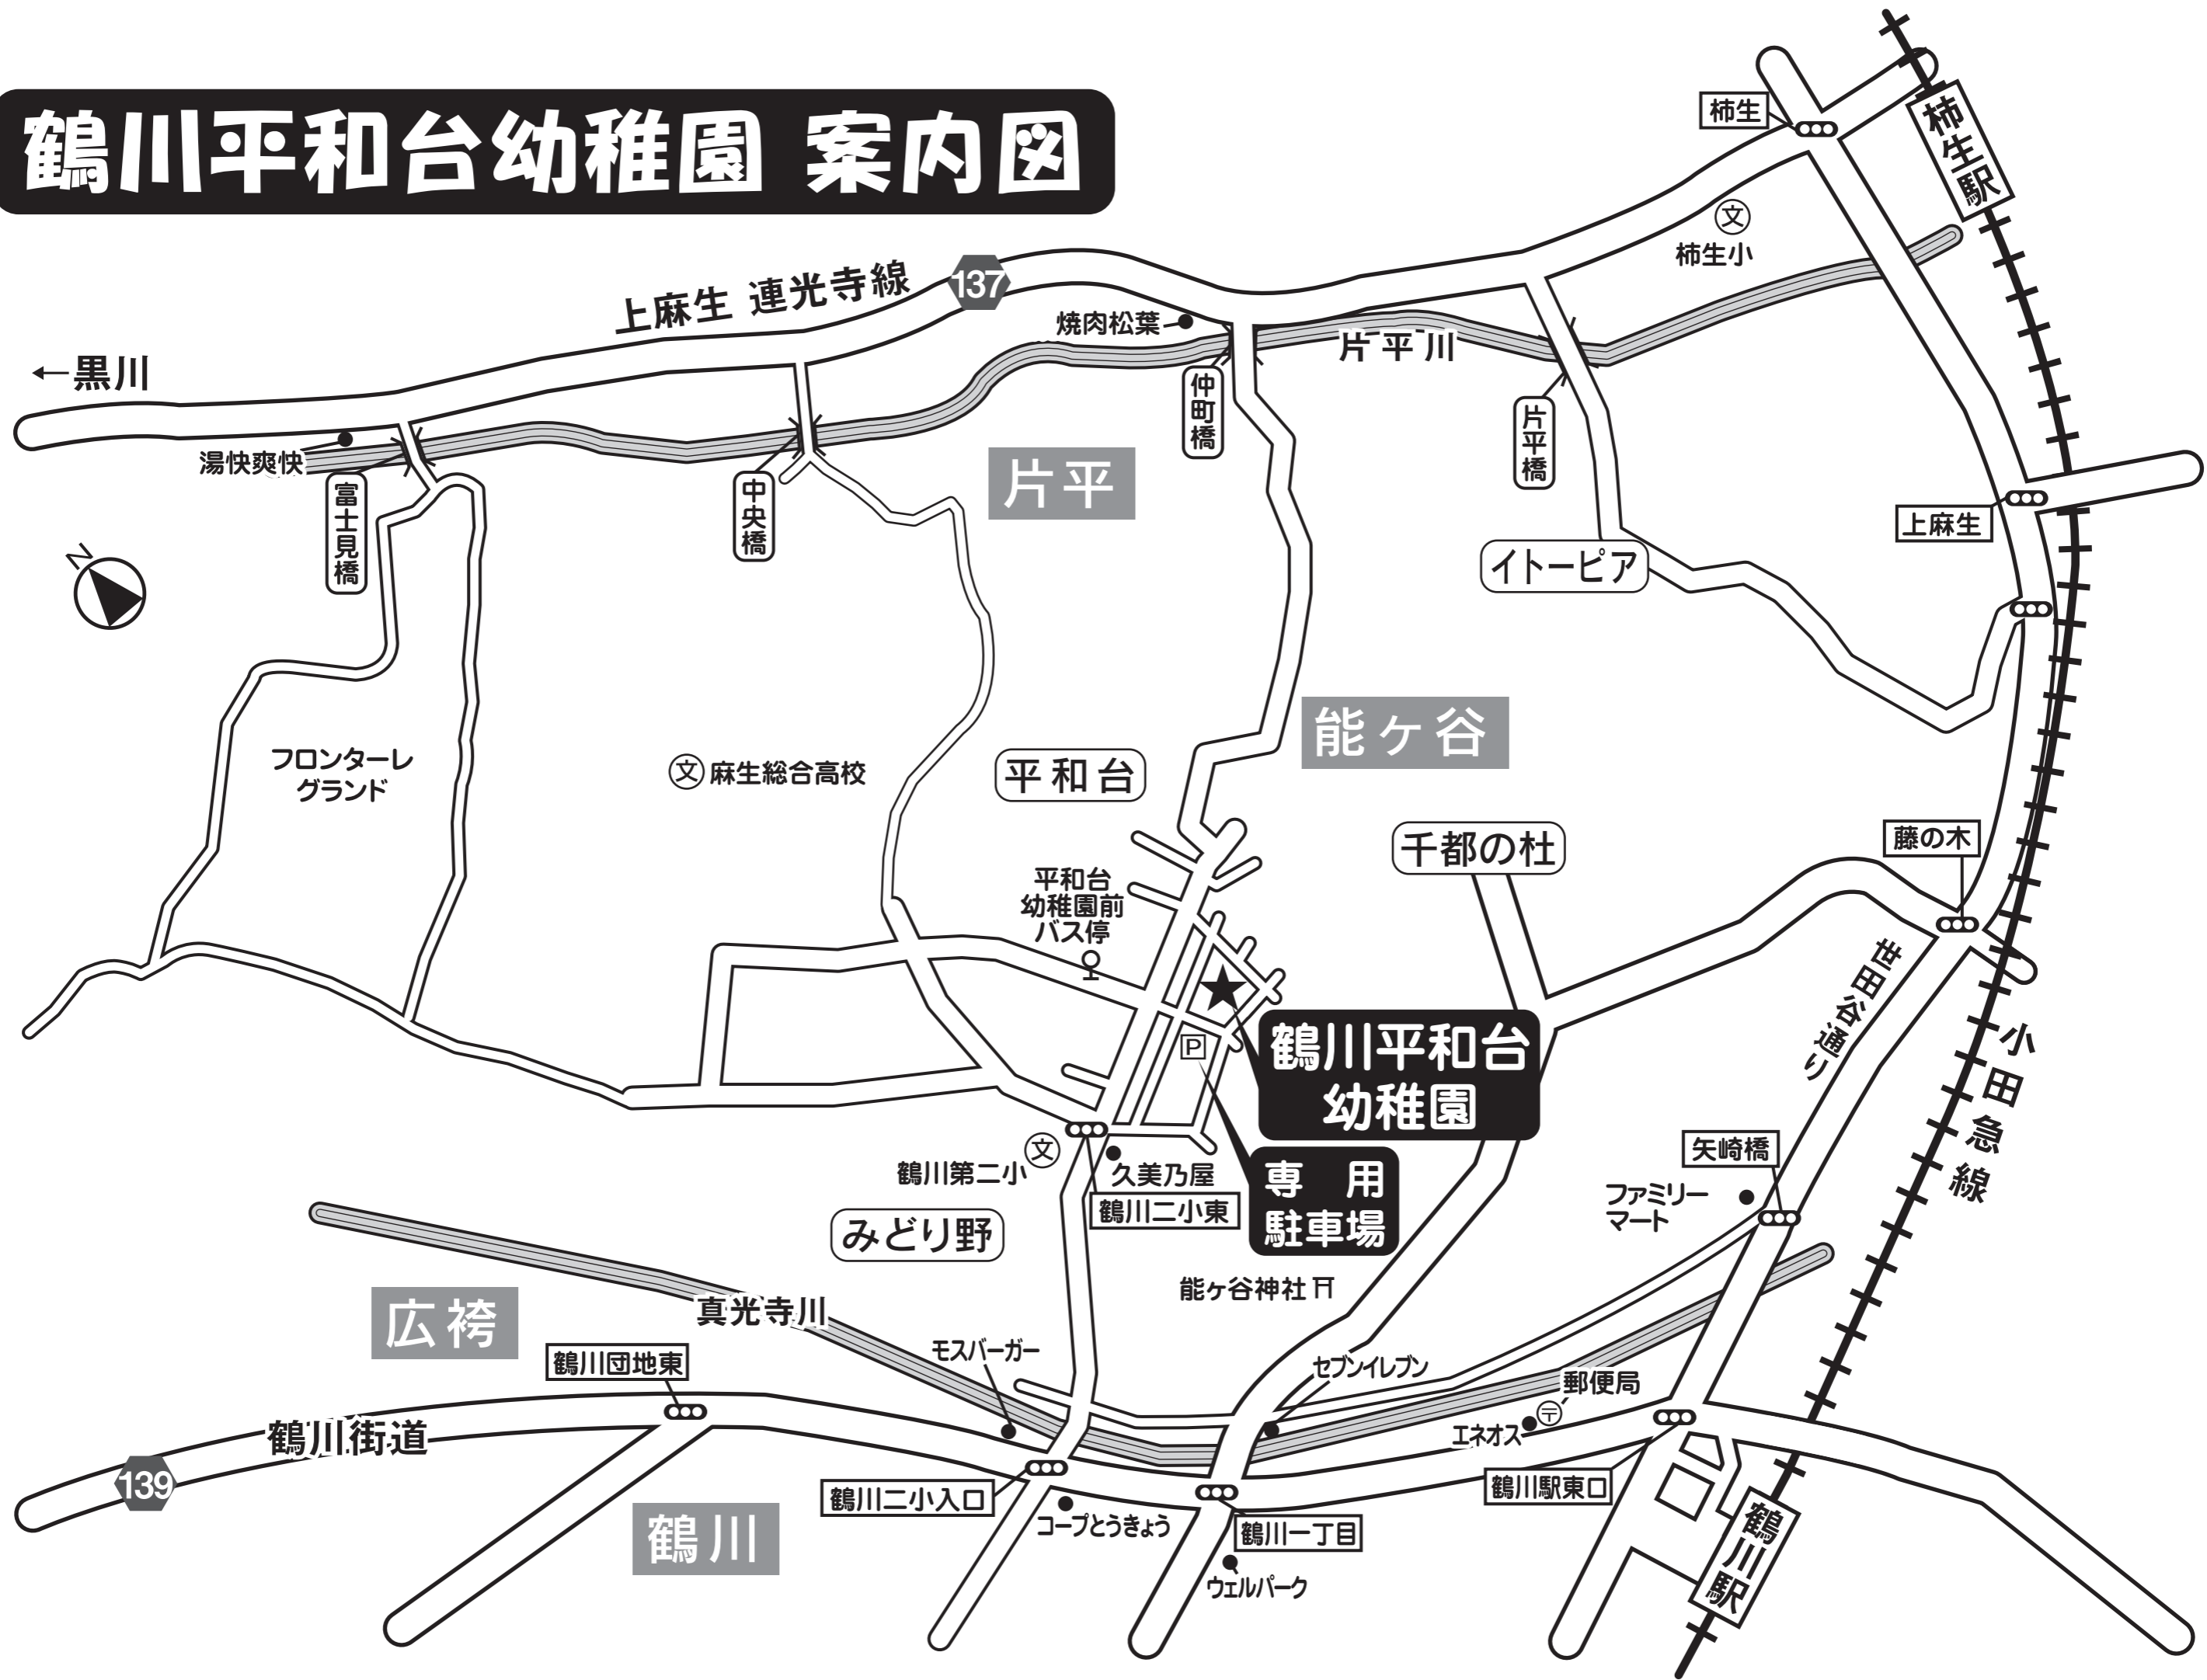 鶴川平和台幼稚園 案内図
柿生
柿生駅
柿生小
上麻生 連光寺線
137
焼肉松葉
片平川
←黒川
湯快爽快
富士見橋
中央橋
仲町橋
片平橋
片平
上麻生
イトーピア
N
能ヶ谷
フロンターレ
グランド
文
麻生総合高校
平和台
千都の杜
藤の木
平和台
幼稚園前
バス停
世田谷通り
小田急線
P
鶴川平和台
幼稚園
専用
駐車場
矢崎橋
ファミリー
マート
文
鶴川第二小
久美乃屋
鶴川二小東
みどり野
能ヶ谷神社
広袴
真光寺川
鶴川団地東
モスバーガー
セブンイレブン
郵便局
〒
エネオス
鶴川街道
139
鶴川二小入口
鶴川駅東口
コープとうきょう
鶴川一丁目
鶴川
ウェルパーク
鶴川駅
文